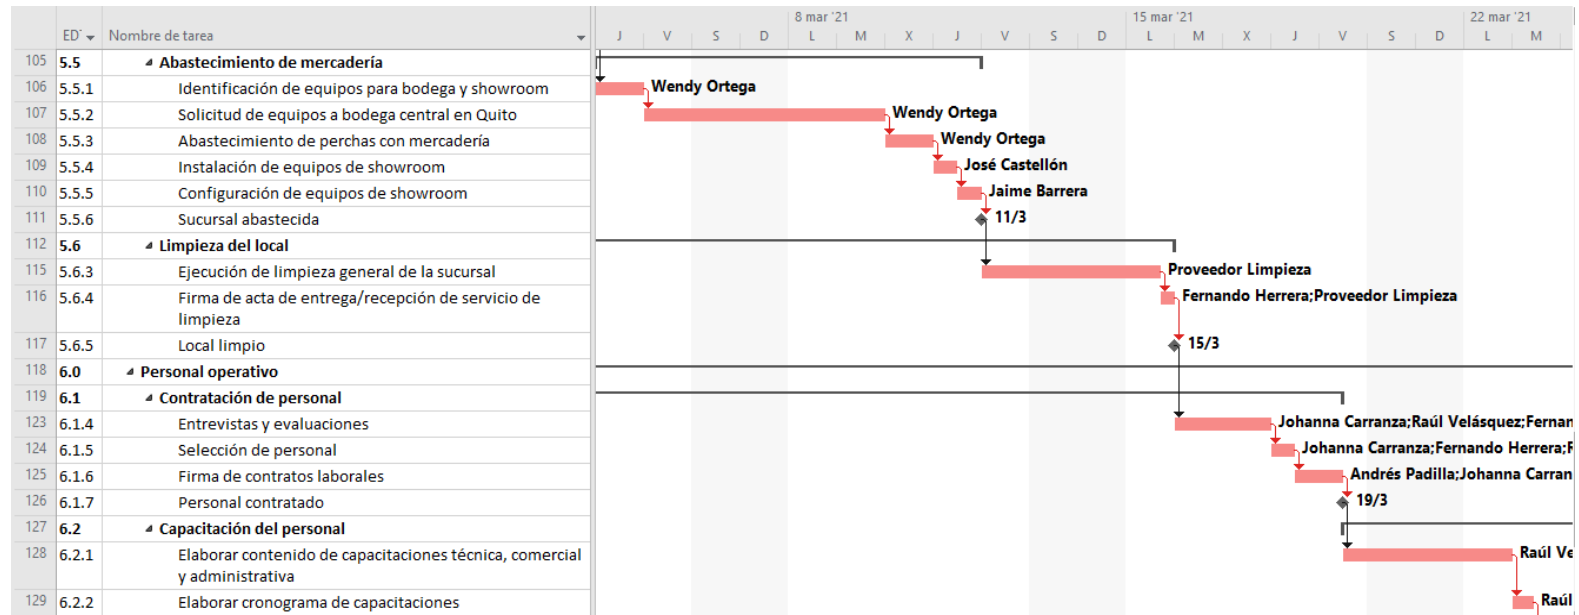 8 mar '21 15 mar '21 22 mar '21
ED Nombre de tarea J V S D L M X J V S D L M X J V S D L M
105 5.5 Abastecimiento de mercadería
106 5.5.1 Identificación de equipos para bodega y showroom Wendy Ortega
107 5.5.2 Solicitud de equipos a bodega central en Quito Wendy Ortega
108 5.5.3 Abastecimiento de perchas con mercadería Wendy Ortega
109 5.5.4 Instalación de equipos de showroom José Castellón
110 5.5.5 Configuración de equipos de showroom Jaime Barrera
111 5.5.6 Sucursal abastecida 11/3
112 5.6 Limpieza del local
115 5.6.3 Ejecución de limpieza general de la sucursal Proveedor Limpieza
116 5.6.4 Firma de acta de entrega/recepción de servicio de Fernando Herrera;Proveedor Limpieza
limpieza
117 5.6.5 Local limpio 15/3
118 6.0 Personal operativo
119 6.1 Contratación de personal
123 6.1.4 Entrevistas y evaluaciones Johanna Carranza;Raúl Velásquez;Fernan
124 6.1.5 Selección de personal Johanna Carranza;Fernando Herrera;
125 6.1.6 Firma de contratos laborales Andrés Padilla;Johanna Carran
126 6.1.7 Personal contratado 19/3
127 6.2 Capacitación del personal
128 6.2.1 Elaborar contenido de capacitaciones técnica, comercial Raúl Ve
y administrativa
129 6.2.2 Elaborar cronograma de capacitaciones Raúl